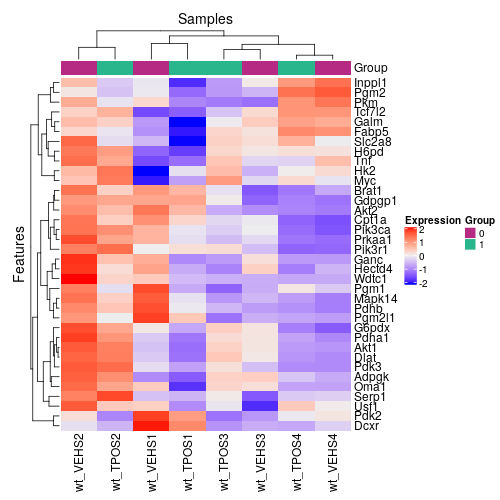 Samples
Group
Inppl1
Pgm2
Pkm
Tcf7l2
Galm
Fabp5
Slc2a8
H6pd
Tnf
Hk2
Myc
Brat1
Gdpgp1
Akt2
Cpt1a
Pik3ca
Prkaa1
Pik3r1
Ganc
Hectd4
Wdtc1
Pgm1
Mapk14
Pdhb
Pgm2l1
G6pdx
Pdha1
Akt1
Dlat
Pdk3
Adpgk
Oma1
Serp1
Usf1
Pdk2
Dcxr
Features
Expression Group
2
1
0
-1
-2
0
1
wt_VEHS2
wt_TPOS2
wt_VEHS1
wt_TPOS1
wt_TPOS3
wt_VEHS3
wt_TPOS4
wt_VEHS4